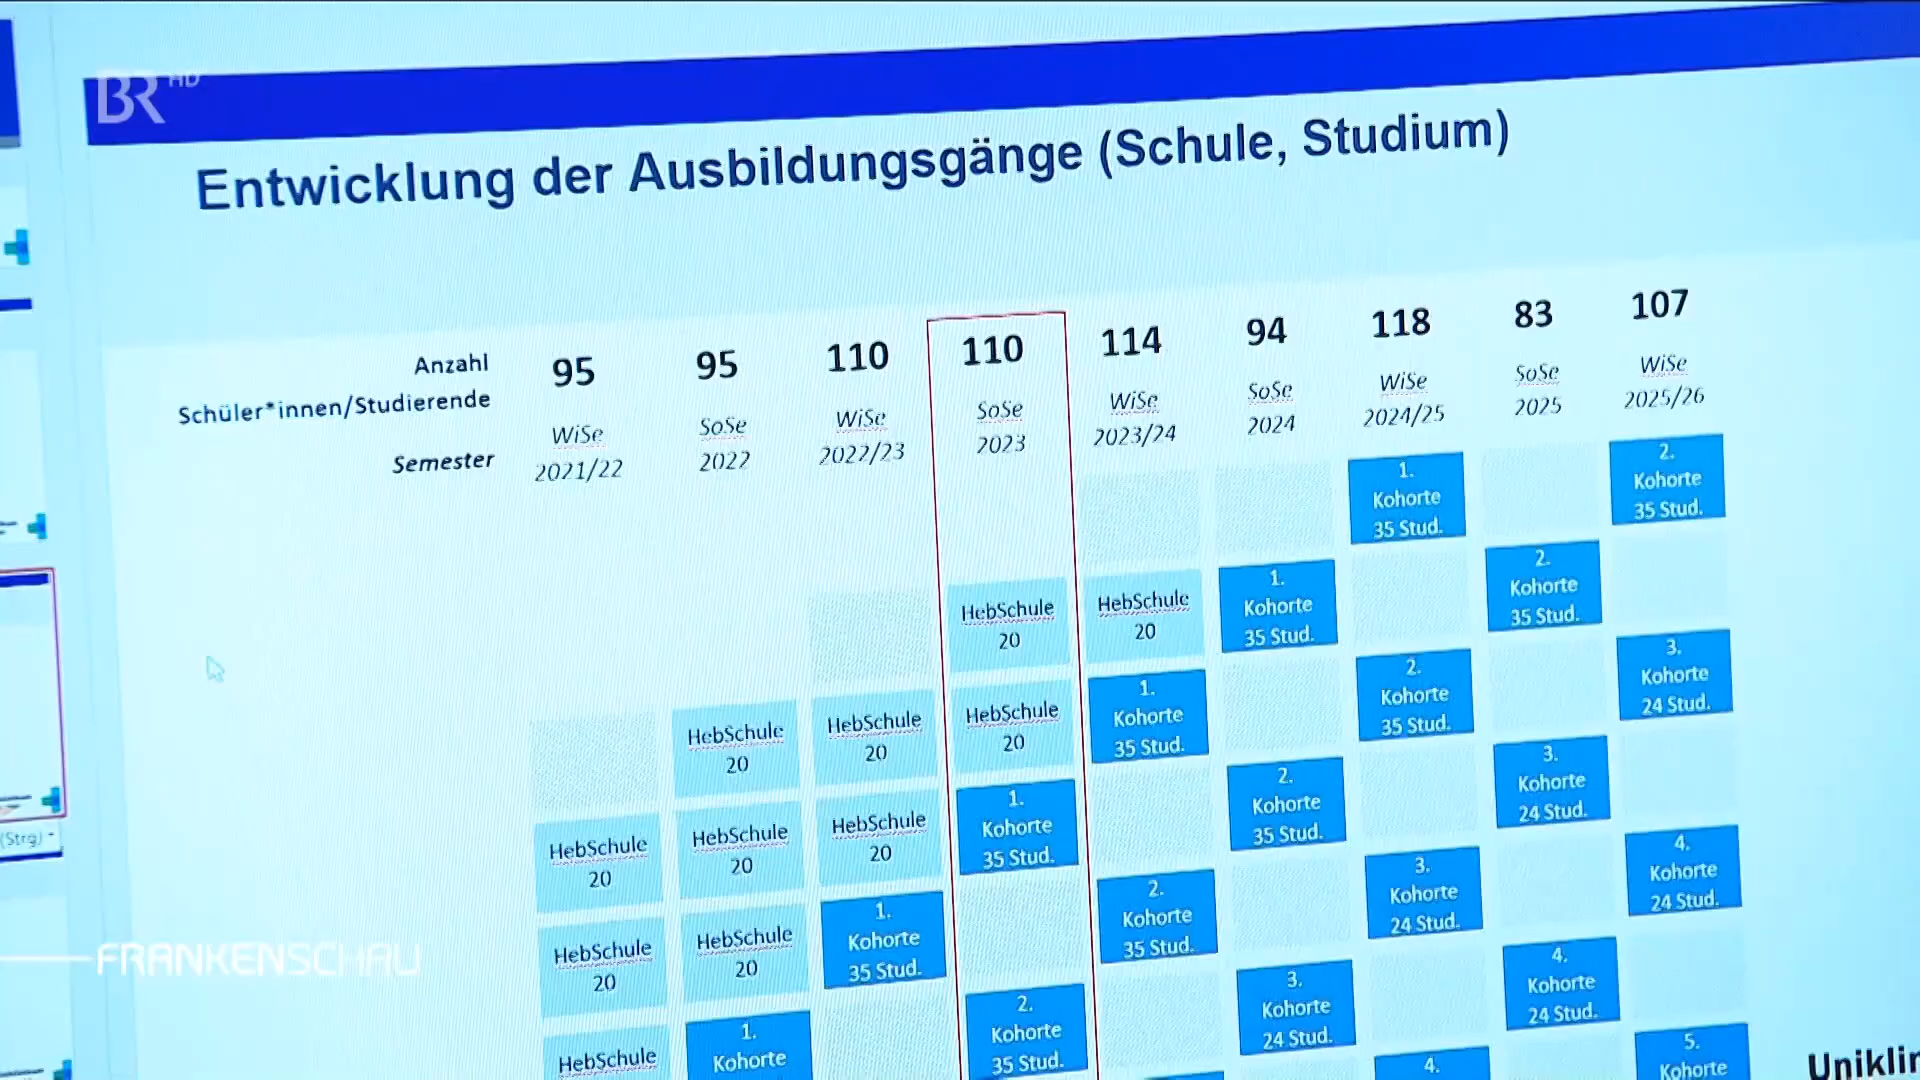 BR HD
Entwicklung der Ausbildungsgänge (Schule, Studium)
Anzahl
Schüler*innen/Studierende
95 95 110 110 114 94 118 83 107
Semester
WiSe 2021/22
SoSe 2022
WiSe 2022/23
SoSe 2023
WiSe 2023/24
SoSe 2024
WiSe 2024/25
SoSe 2025
WiSe 2025/26
HebSchule
20
HebSchule
20
HebSchule
HebSchule
20
HebSchule
20
HebSchule
20
1.
Kohorte
HebSchule
20
HebSchule
20
1.
Kohorte
35 Stud.
HebSchule
20
HebSchule
20
1.
Kohorte
35 Stud.
2.
Kohorte
35 Stud.
HebSchule
20
1.
Kohorte
35 Stud.
2.
Kohorte
35 Stud.
1.
Kohorte
35 Stud.
2.
Kohorte
35 Stud.
3.
Kohorte
24 Stud.
1.
Kohorte
35 Stud.
2.
Kohorte
35 Stud.
3.
Kohorte
24 Stud.
4.
2.
Kohorte
35 Stud.
3.
Kohorte
24 Stud.
4.
Kohorte
24 Stud.
2.
Kohorte
35 Stud.
3.
Kohorte
24 Stud.
4.
Kohorte
24 Stud.
5.
Kohorte
(Strg)
FRANKENSCHAU